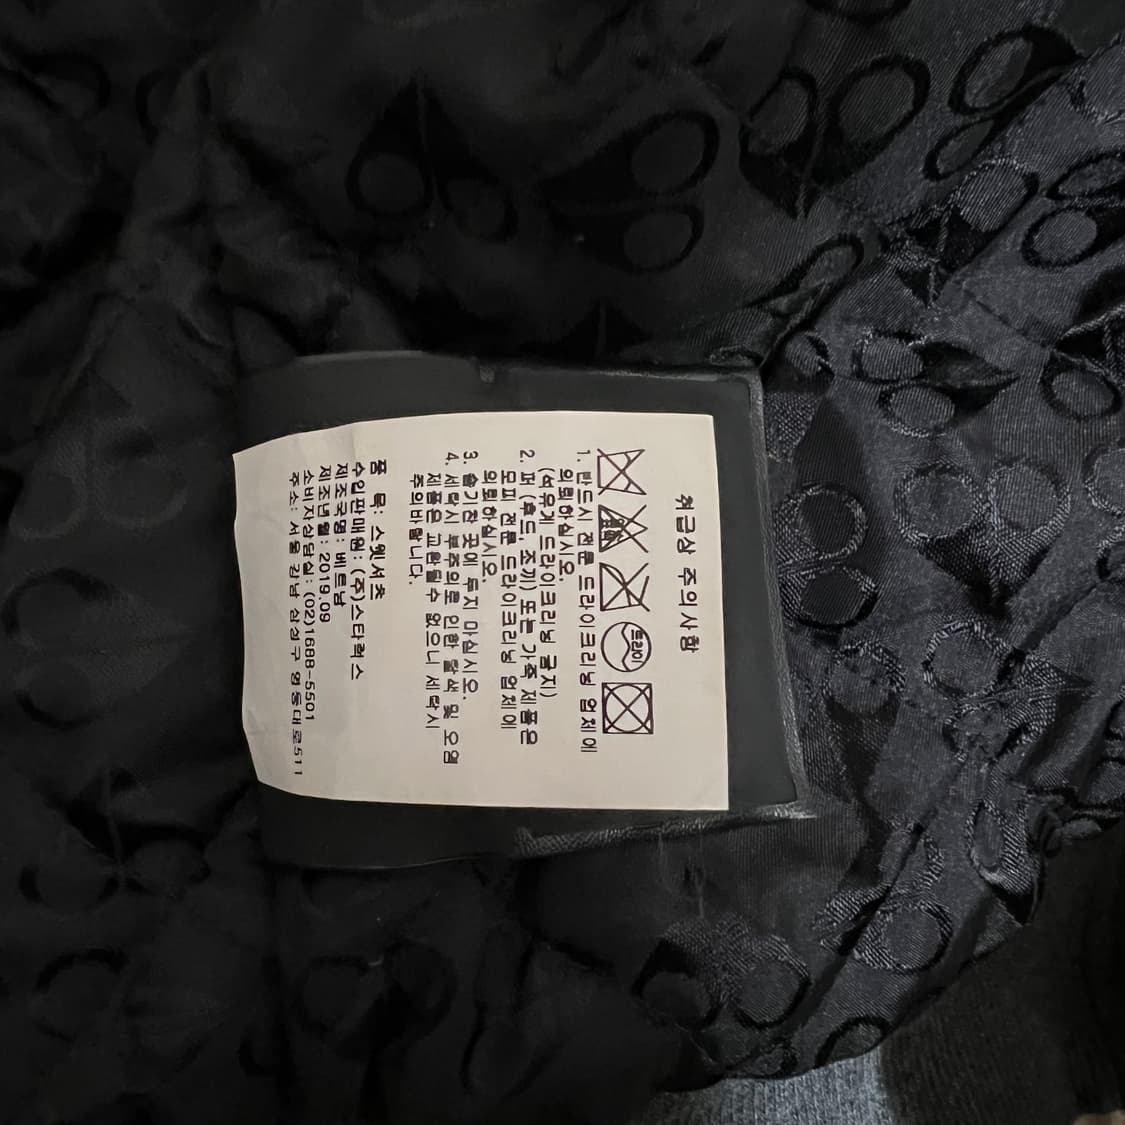 취급상 주의사항
드라이
1. 반드시 전문 드라이크리닝 업체에
의뢰하십시오.
(석유계 드라이크리닝 금지)
2. 퍼 (후드, 조끼) 또는 가죽 제품은
모피 전문 드라이크리닝 업체에
의뢰하십시오.
3. 습기찬 곳에 두지 마십시오.
4. 세탁시 부주의로 인한 탈색 및 오염
제품은 교환될수 없으니 세탁시
주의바랍니다.
품 목: 스웻셔츠
수입판매원: (주)스타럭스
제조국명: 베트남
제조년월: 2019.09
소비자상담실: (02)1688-5501
주소: 서울 강남 삼성구 영동대로511